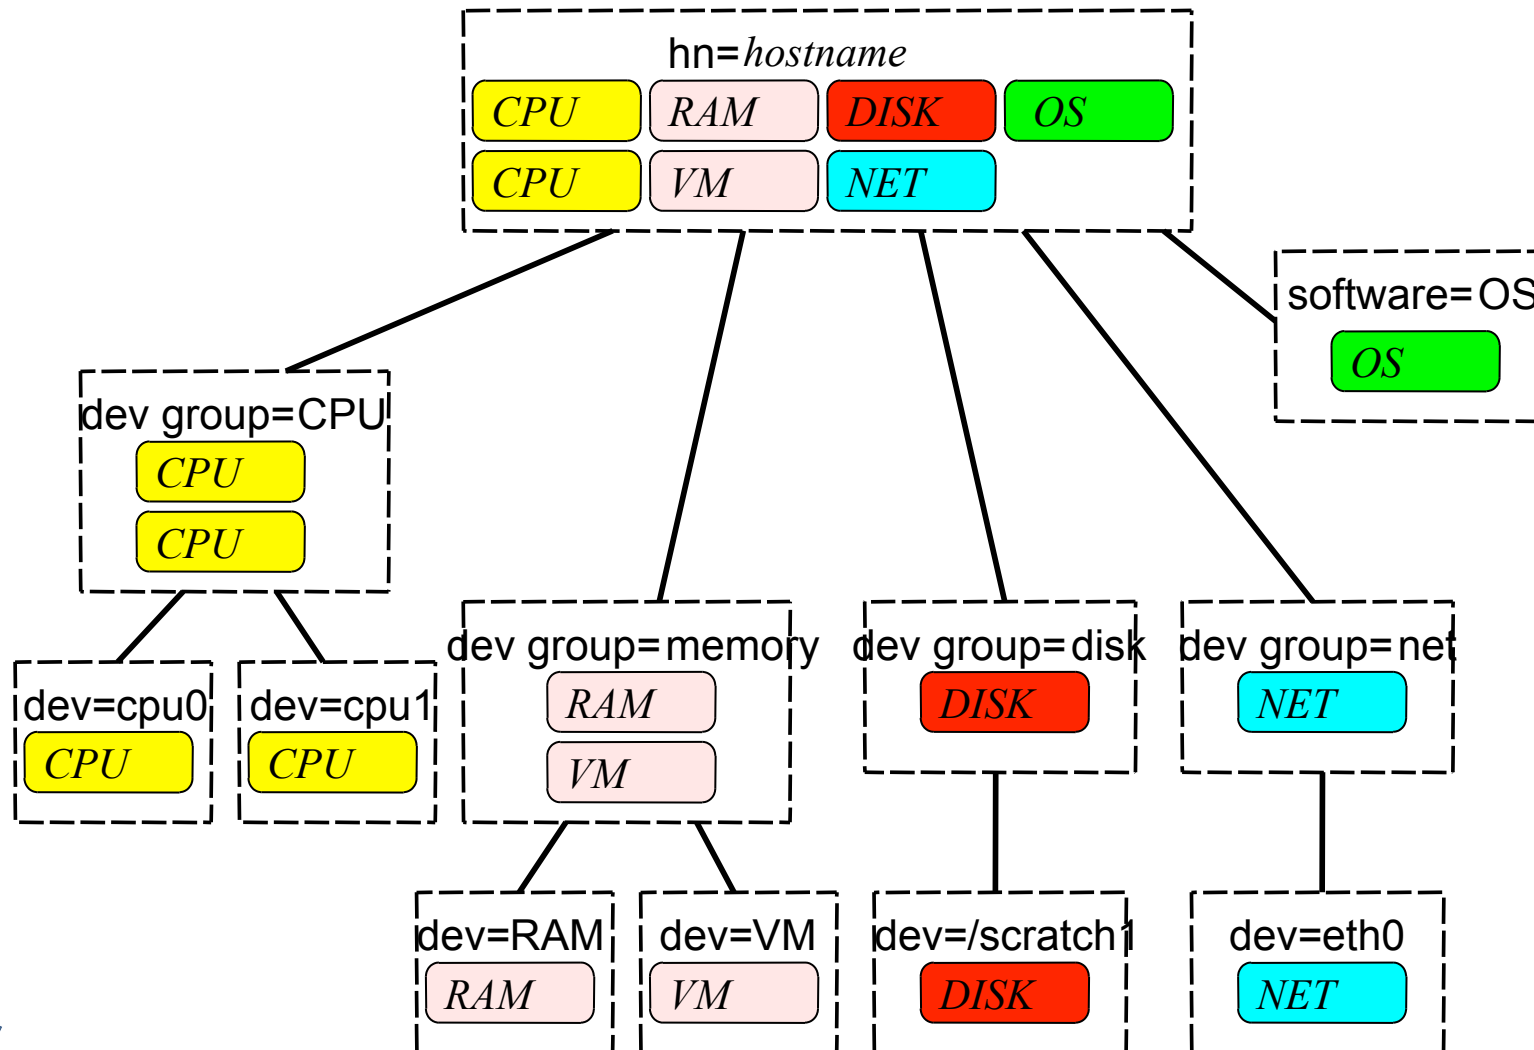 hn=hostname
CPU RAM DISK OS
CPU VM NET
software=OS
OS
dev group=CPU
CPU
CPU
dev group=memory dev group=disk dev group=net
RAM DISK NET
VM
dev=cpu0 dev=cpu1
CPU CPU
dev=RAM dev=VM dev=/scratch1 dev=eth0
RAM VM DISK NET